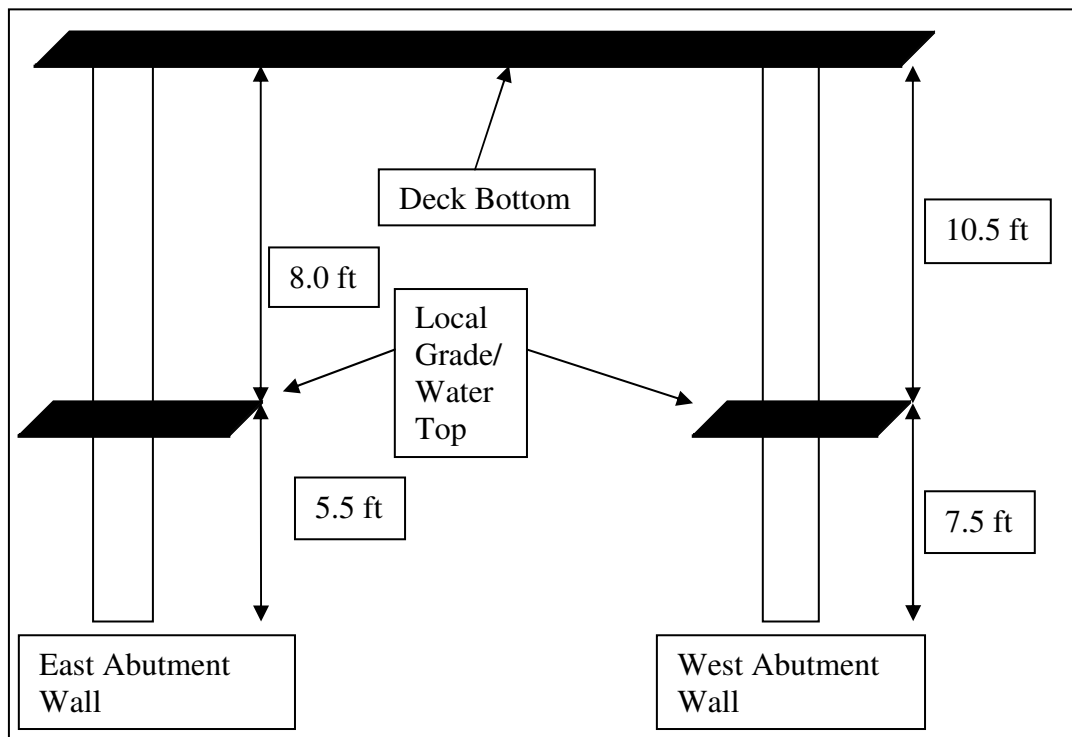 Deck Bottom
10.5 ft
8.0 ft
Local
Grade/
Water
Top
5.5 ft
7.5 ft
East Abutment
Wall
West Abutment
Wall